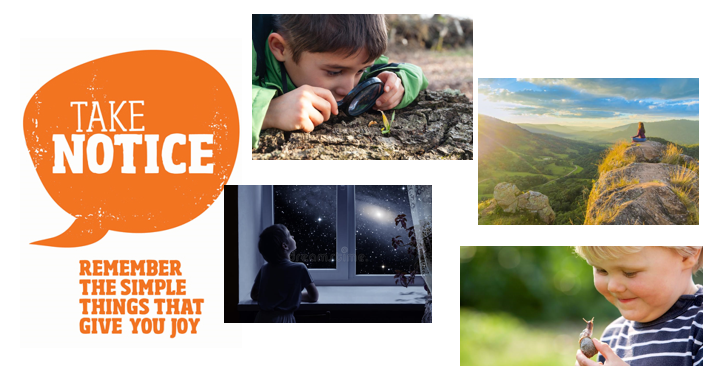 TAKE
NOTICE
REMEMBER
THE SIMPLE
THINGS THAT
GIVE YOU JOY